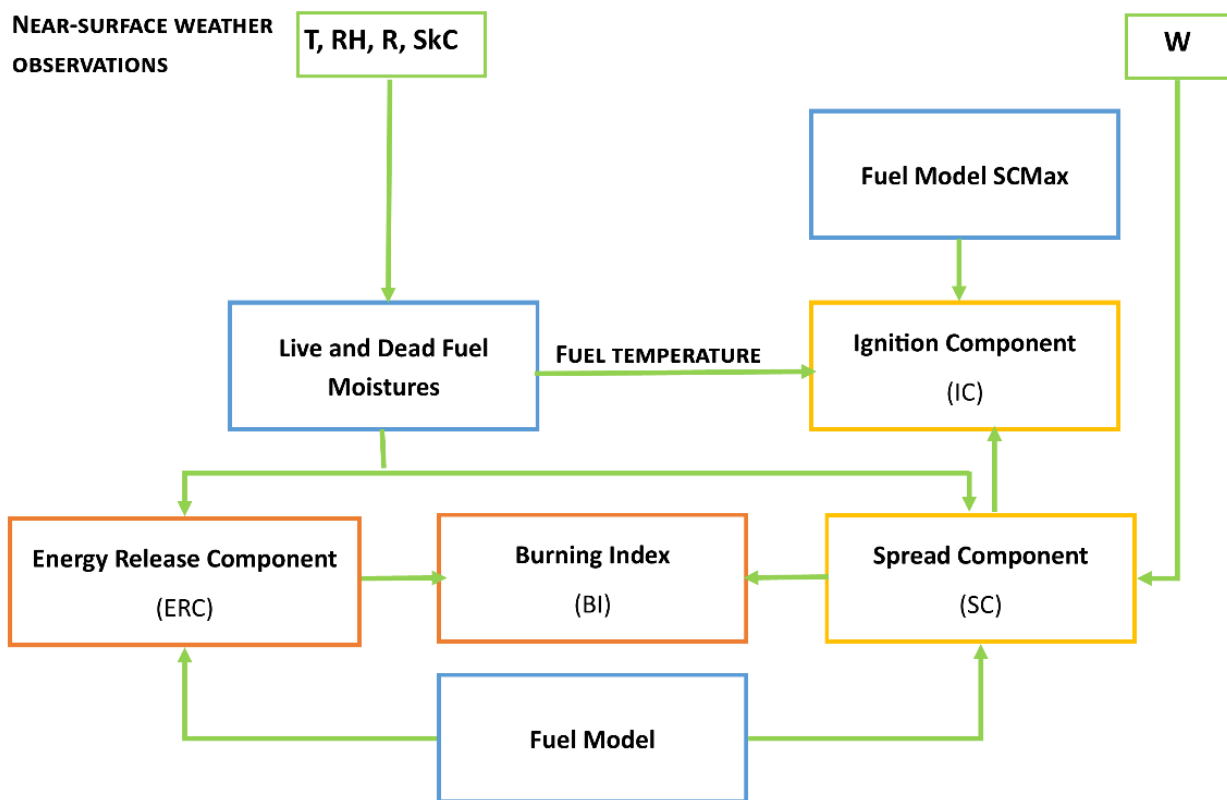 Near-surface weather
observations
T, RH, R, SkC
W
Fuel Model SCMax
Live and Dead Fuel
Moistures
Fuel temperature
Ignition Component
(IC)
Energy Release Component
(ERC)
Burning Index
(BI)
Spread Component
(SC)
Fuel Model